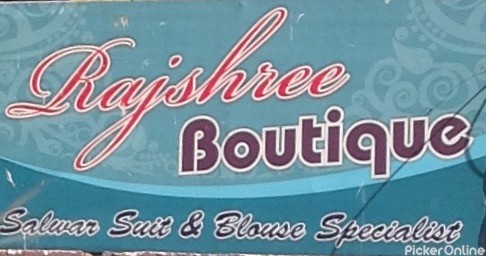 Rajshree
Boutique
Salwar Suit & Blouse Specialist
PickerOnline